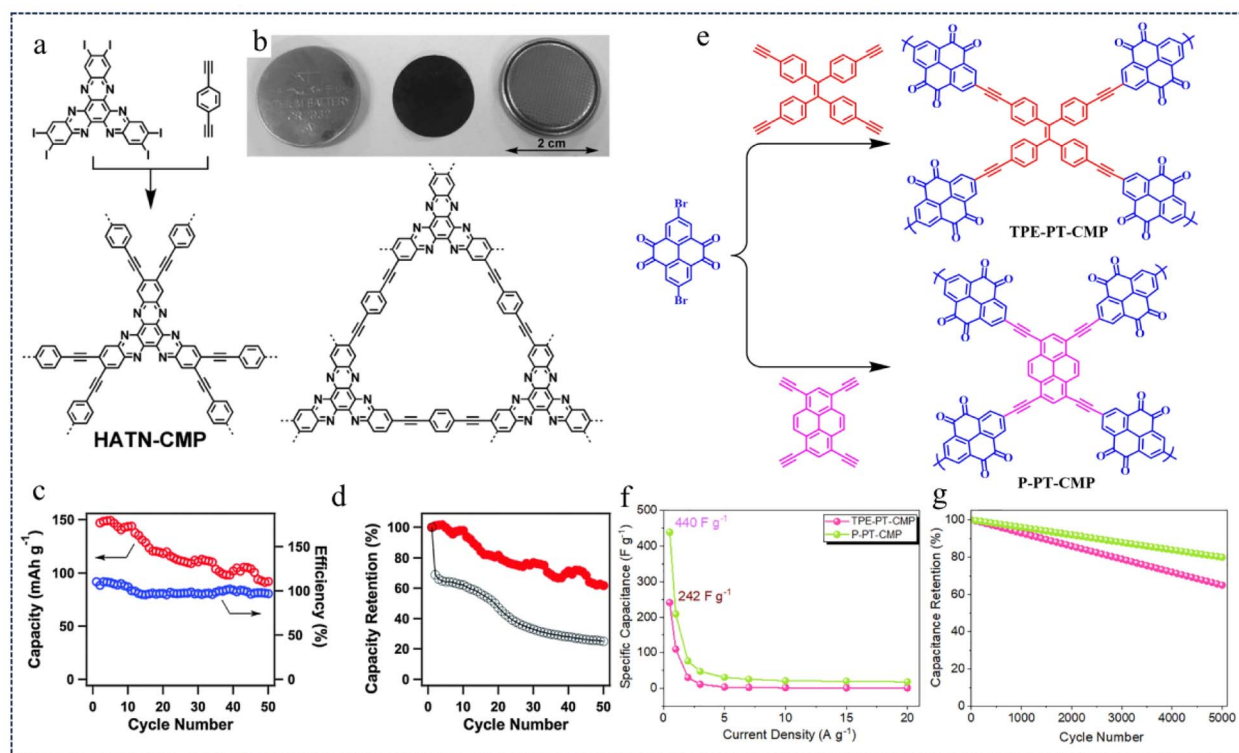 a
I I
N N
N N
I N N I
I I
HATN-CMP
b
BATTERY
2 cm
N N
N N
N N
N N
N N
N N
N N
N N
N N
N N
N N
N N
e
Br
O O
O O
Br
O O O O
O O O O
O O O O
O O O O
TPE-PT-CMP
O O O O
O O O O
O O O O
O O O O
P-PT-CMP
c
Capacity (mAh g⁻¹)
150
100
50
0
Efficiency (%)
150
100
50
0
0 10 20 30 40 50
Cycle Number
d
Capacity Retention (%)
100
80
60
40
20
0
0 10 20 30 40 50
Cycle Number
f
Specific Capacitance (F g⁻¹)
500
400
300
200
100
0
440 F g⁻¹
242 F g⁻¹
TPE-PT-CMP
P-PT-CMP
0 5 10 15 20
Current Density (A g⁻¹)
g
Capacitance Retention (%)
100
80
60
40
20
0
0 1000 2000 3000 4000 5000
Cycle Number